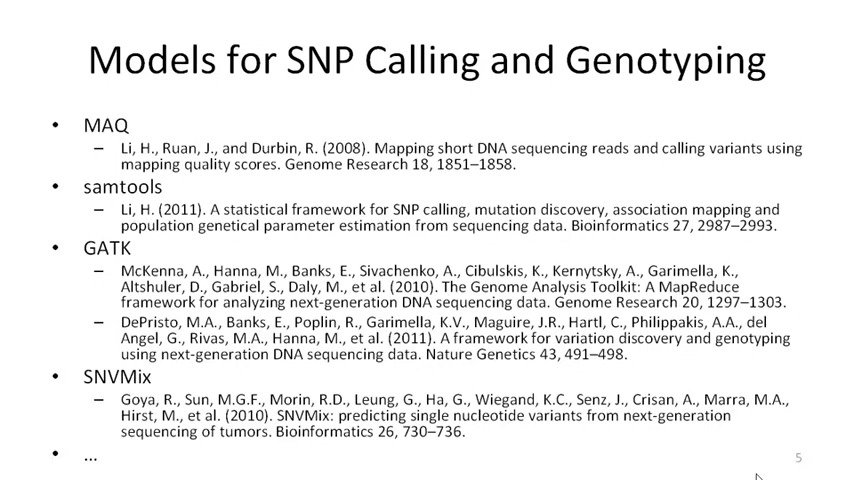 Models for SNP Calling and Genotyping
• MAQ
– Li, H., Ruan, J., and Durbin, R. (2008). Mapping short DNA sequencing reads and calling variants using
mapping quality scores. Genome Research 18, 1851–1858.
• samtools
– Li, H. (2011). A statistical framework for SNP calling, mutation discovery, association mapping and
population genetical parameter estimation from sequencing data. Bioinformatics 27, 2987–2993.
• GATK
– McKenna, A., Hanna, M., Banks, E., Sivachenko, A., Cibulskis, K., Kernytsky, A., Garimella, K.,
Altshuler, D., Gabriel, S., Daly, M., et al. (2010). The Genome Analysis Toolkit: A MapReduce
framework for analyzing next-generation DNA sequencing data. Genome Research 20, 1297–1303.
– DePristo, M.A., Banks, E., Poplin, R., Garimella, K.V., Maguire, J.R., Hartl, C., Philippakis, A.A., del
Angel, G., Rivas, M.A., Hanna, M., et al. (2011). A framework for variation discovery and genotyping
using next-generation DNA sequencing data. Nature Genetics 43, 491–498.
• SNVMix
– Goya, R., Sun, M.G.F., Morin, R.D., Leung, G., Ha, G., Wiegand, K.C., Senz, J., Crisan, A., Marra, M.A.,
Hirst, M., et al. (2010). SNVMix: predicting single nucleotide variants from next-generation
sequencing of tumors. Bioinformatics 26, 730–736.
• ...
5